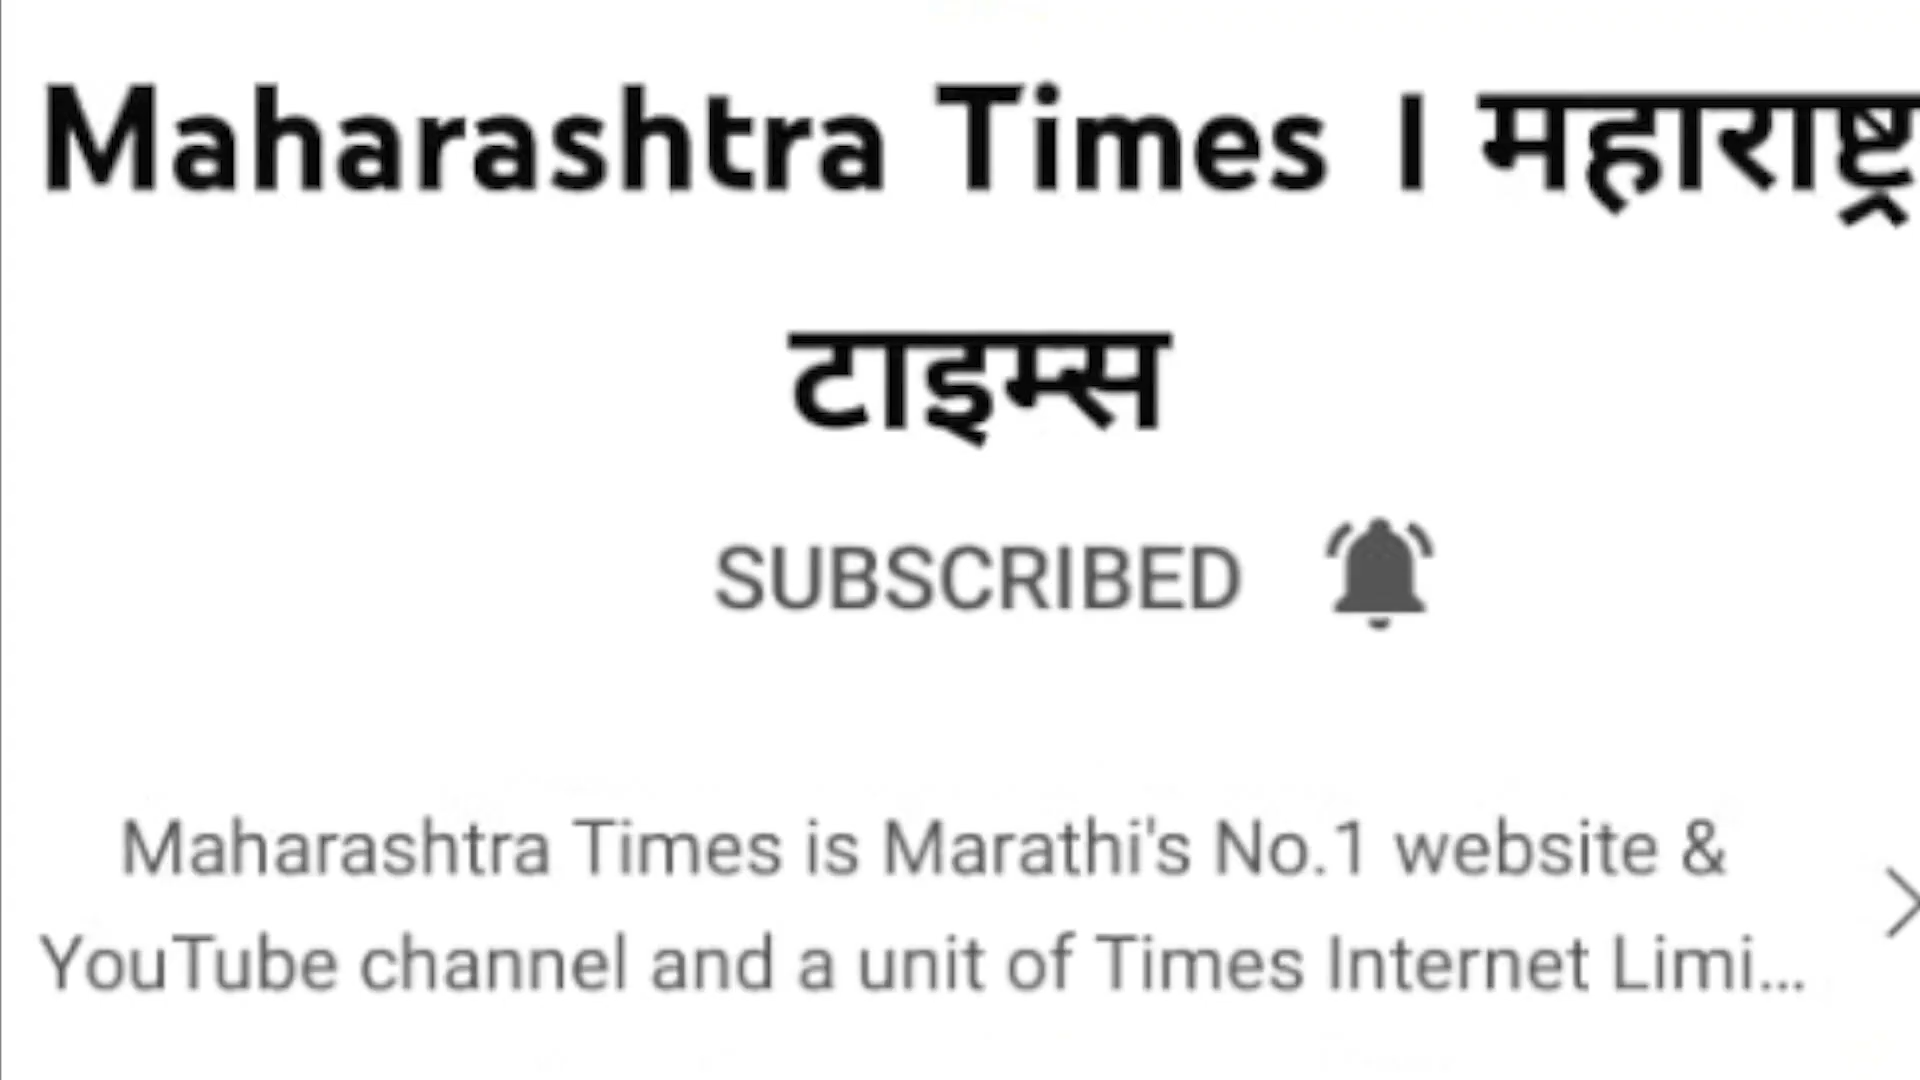 Maharashtra Times । महाराष्ट्र
टाइम्स
SUBSCRIBED
Maharashtra Times is Marathi's No.1 website &
YouTube channel and a unit of Times Internet Limi...